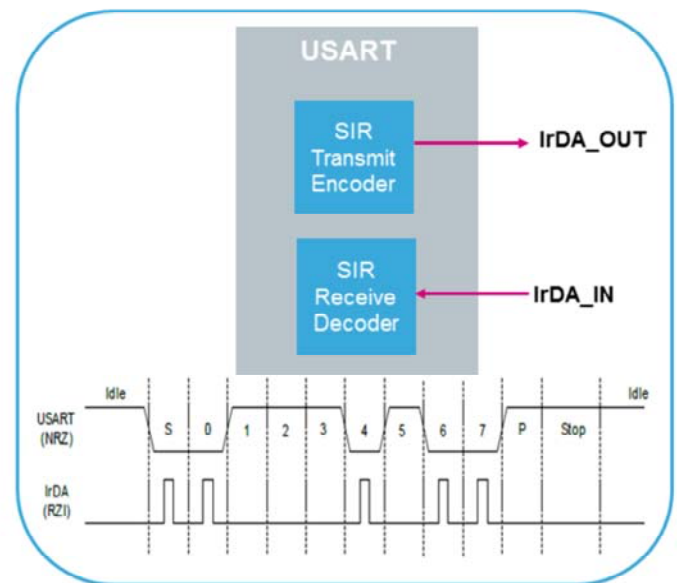 USART
SIR
Transmit
Encoder
IrDA_OUT
SIR
Receive
Decoder
IrDA_IN
Idle
Idle
USART
(NRZ)
S 0 1 2 3 4 5 6 7 P Stop
IrDA
(RZI)